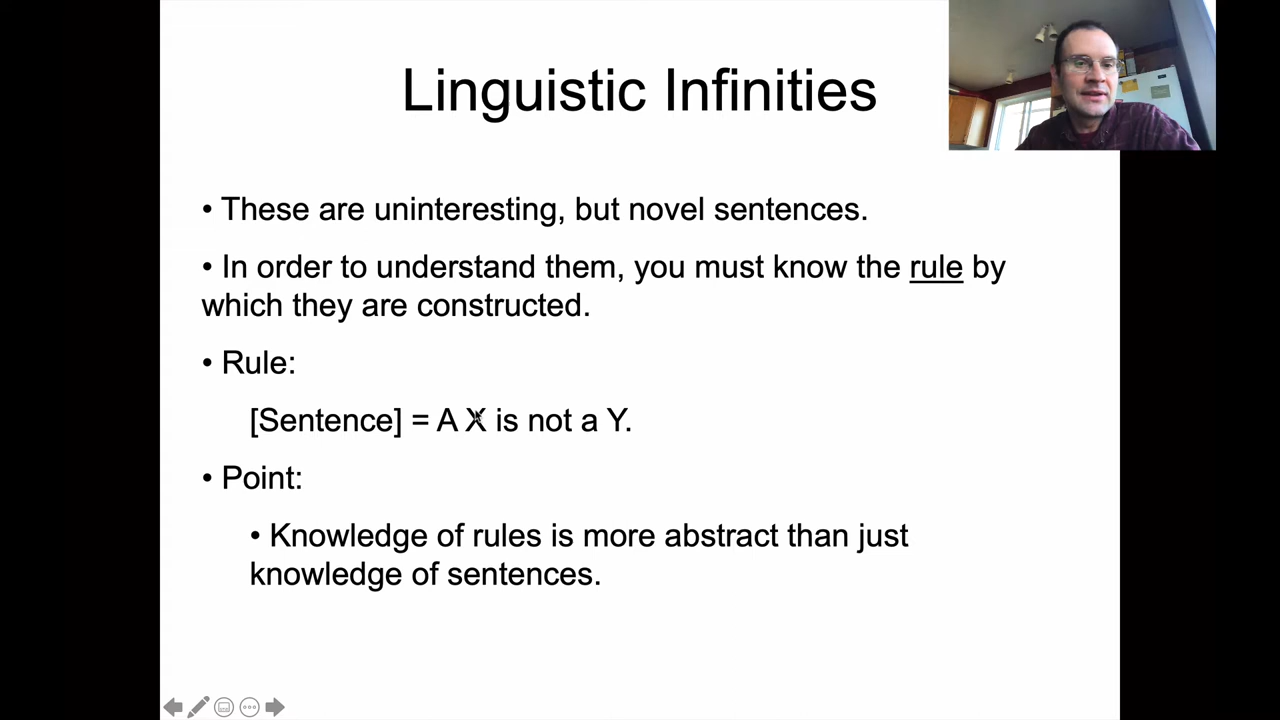 Linguistic Infinities
• These are uninteresting, but novel sentences.
• In order to understand them, you must know the rule by
which they are constructed.
• Rule:
[Sentence] = A X is not a Y.
• Point:
• Knowledge of rules is more abstract than just
knowledge of sentences.